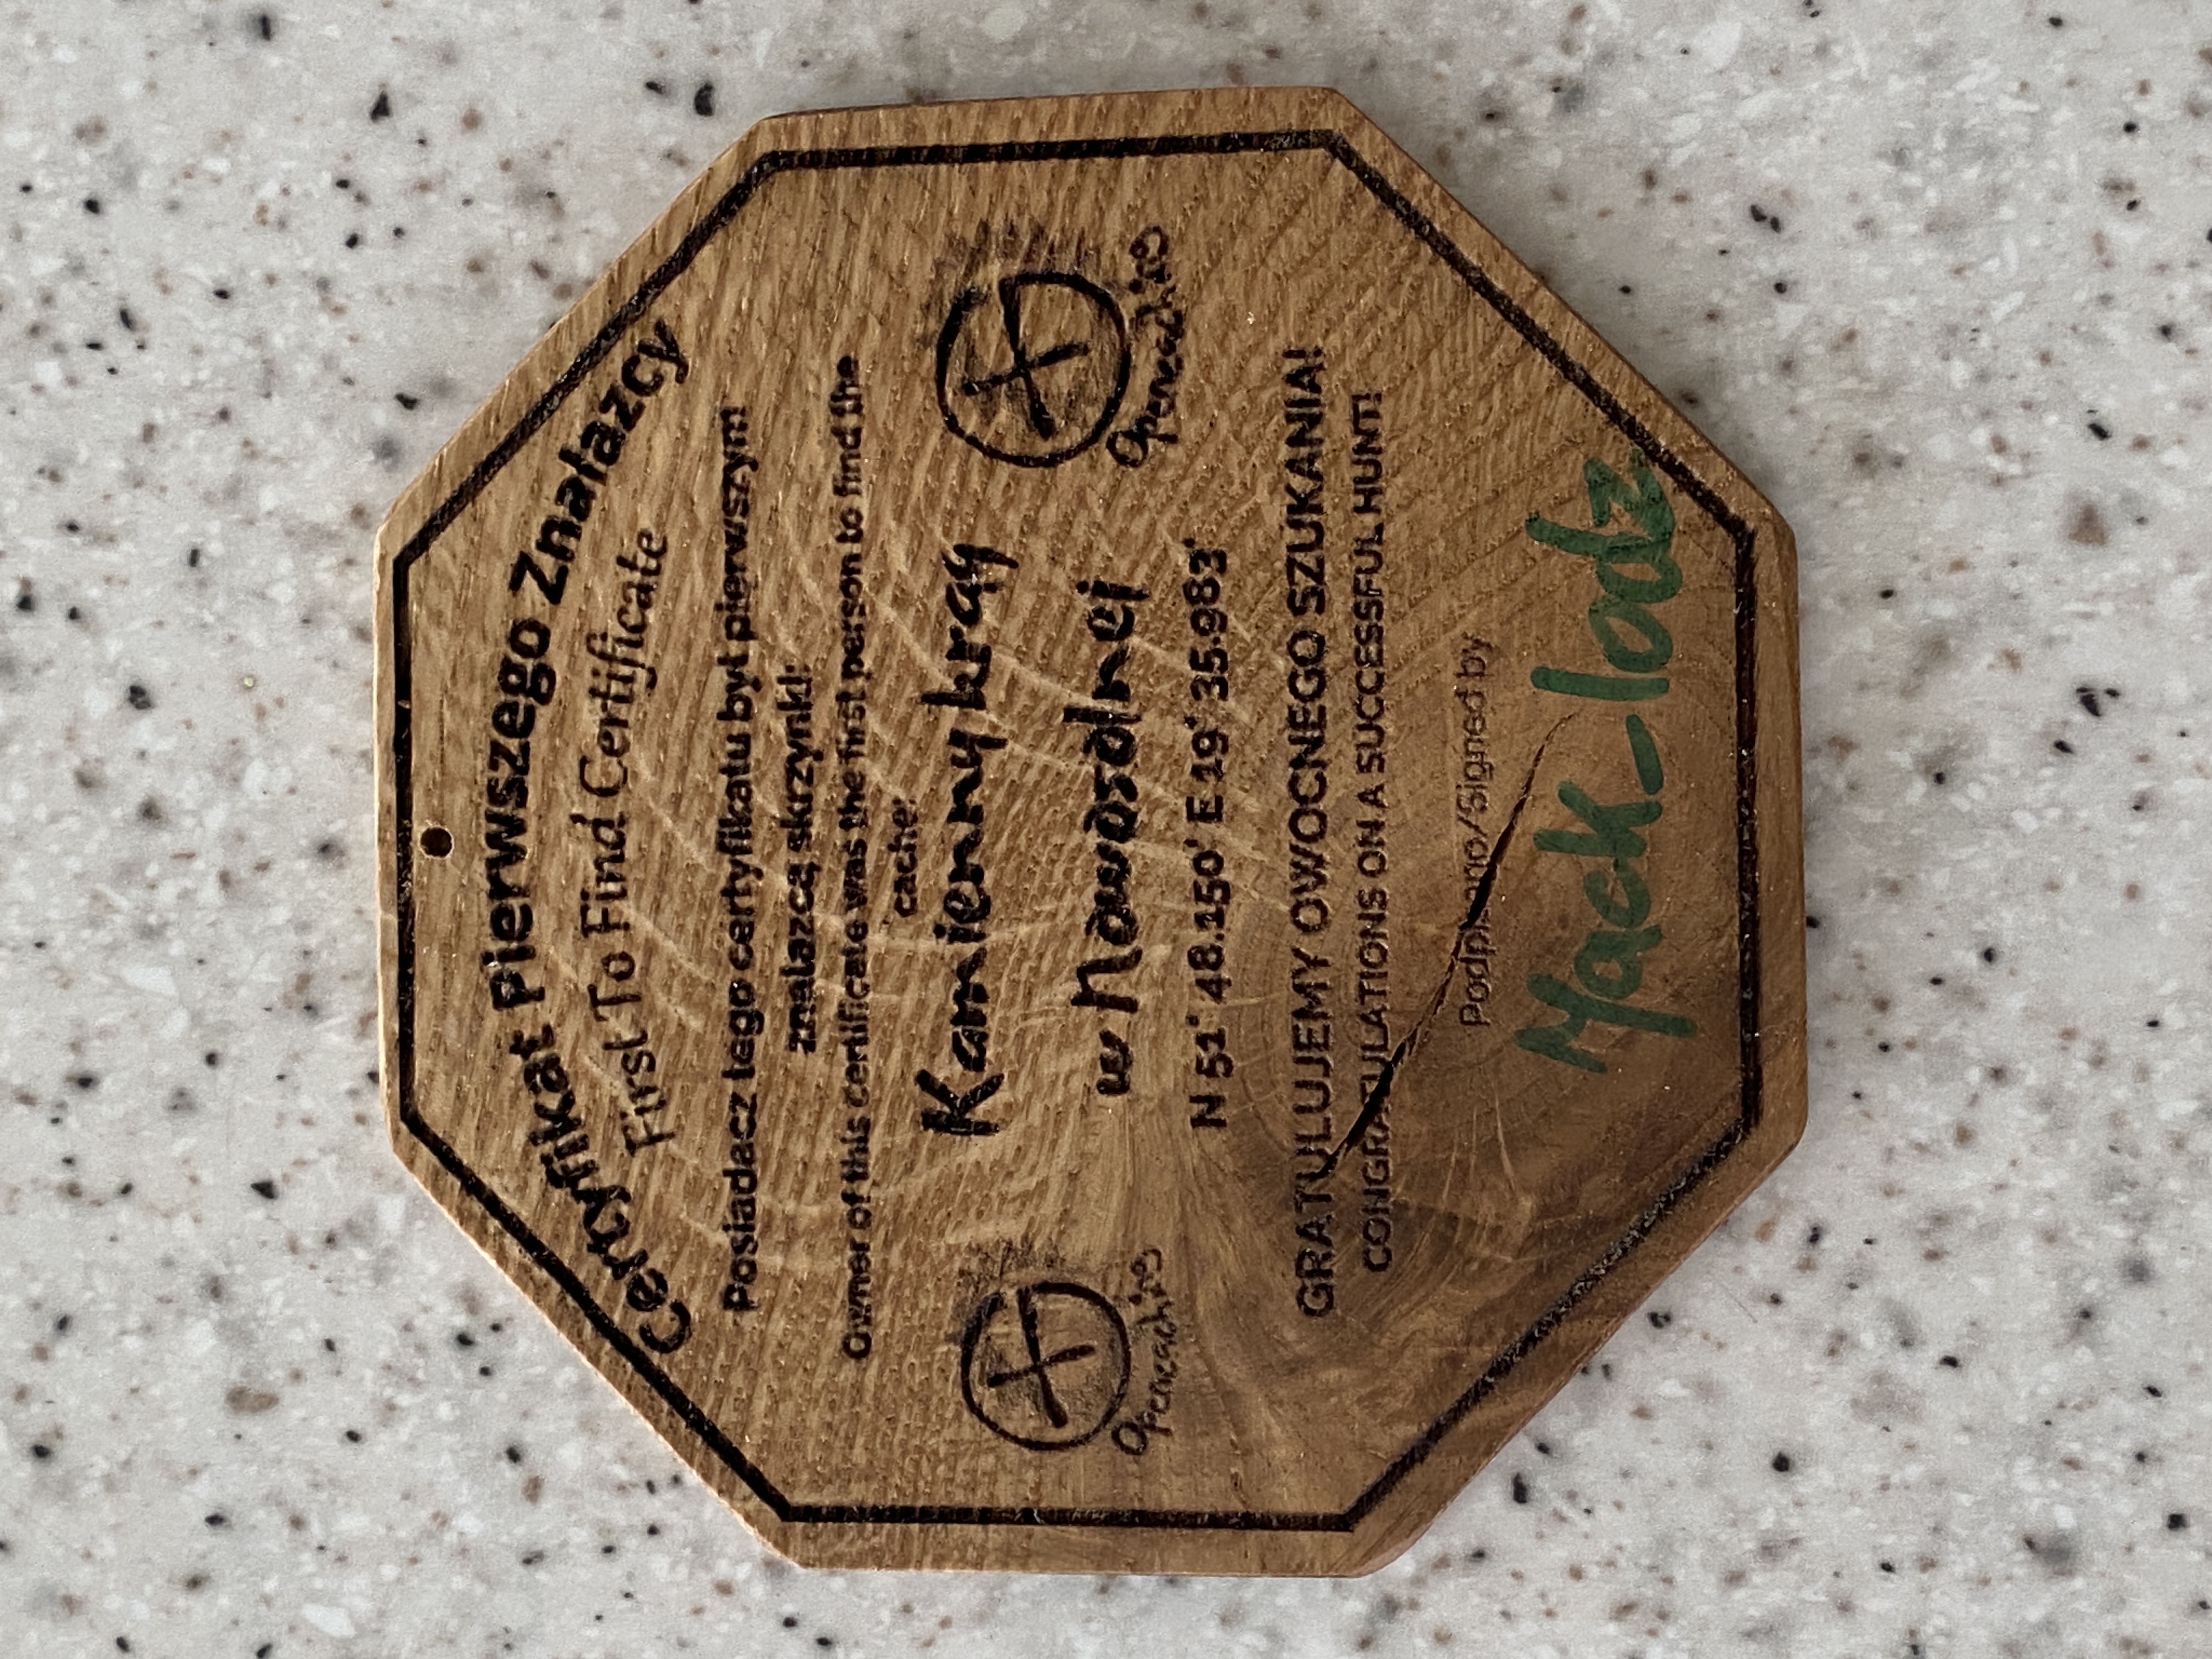 Certyfikat Pierwszego Znalazcy
First To Find Certificate
Posiadacz tego certyfikatu był pierwszym
znalazcą skrzynki:
Owner of this certificate was the first person to find the
cache:
Kamienny krąg
w Nowosolnej
N 51° 48.150' E 19° 35.983'
Opencaching
Opencaching
GRATULUJEMY OWOCNEGO SZUKANIA!
CONGRATULATIONS ON A SUCCESSFUL HUNT!
Podpisano/Signed by
Mack_lodz